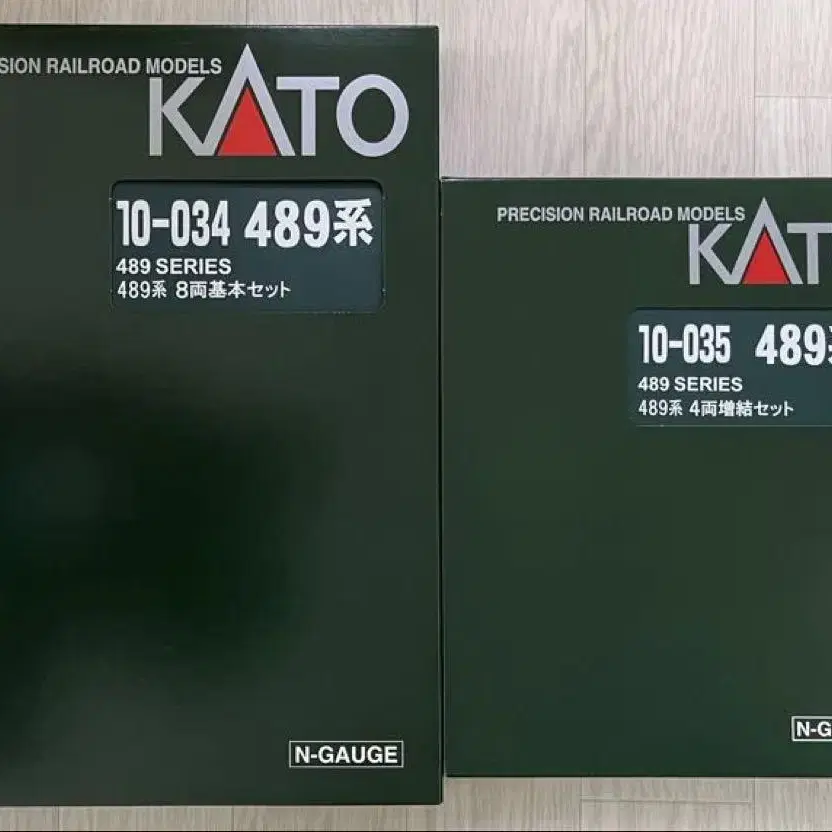 SION RAILROAD MODELS
KATO
10-034 489系
489 SERIES
489系 8両基本セット
N-GAUGE
PRECISION RAILROAD MODELS
KAT
10-035 489
489 SERIES
489系 4両増結セット
N-G